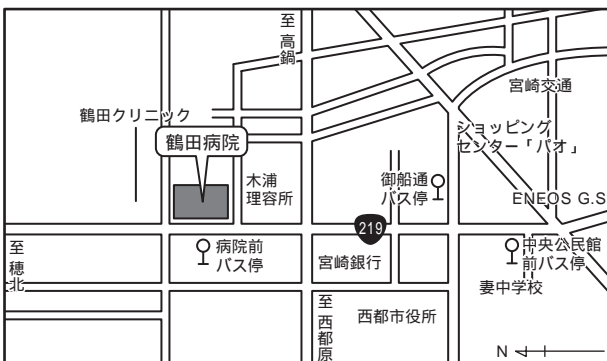 至
高
鍋
宮崎交通
鶴田クリニック
ショッピング
センター「パオ」
鶴田病院
木浦
理容所
御船通
バス停
ENEOS G.S
219
至
穂
北
病院前
バス停
宮崎銀行
中央公民館
前バス停
妻中学校
至
西
都
原
西都市役所
N